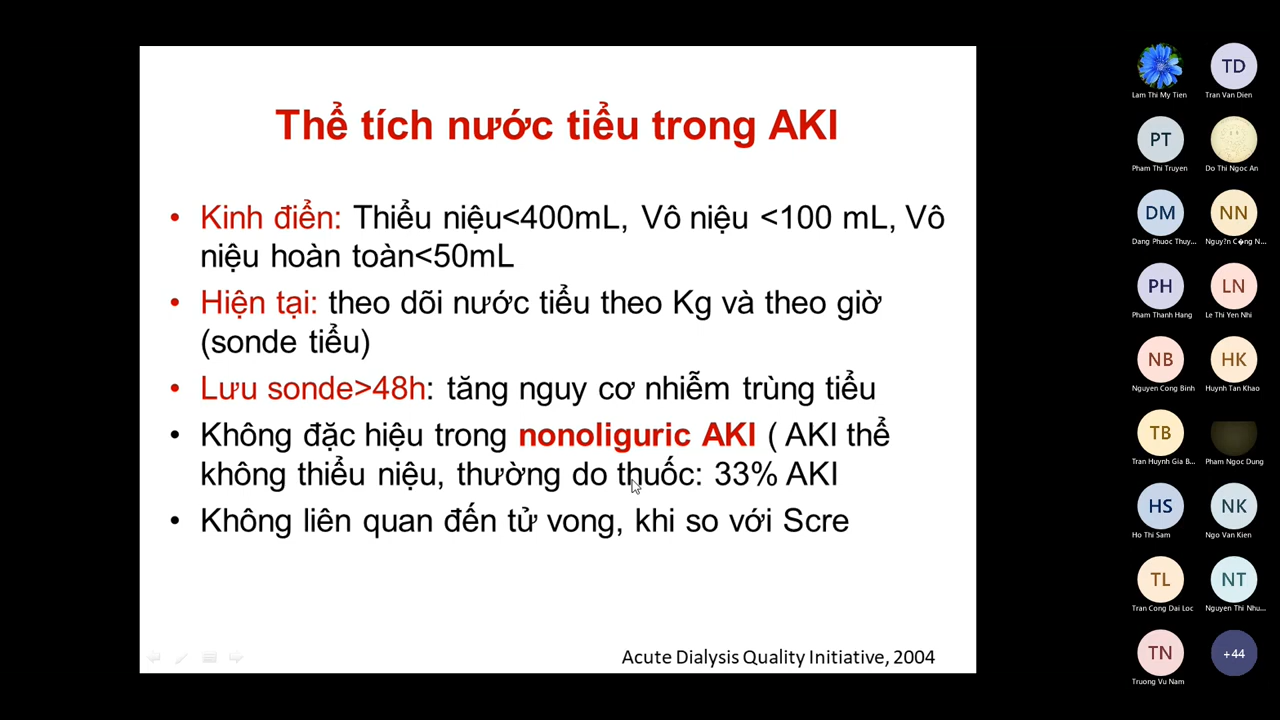 Thể tích nước tiểu trong AKI
• Kinh điển: Thiểu niệu<400mL, Vô niệu <100 mL, Vô
niệu hoàn toàn<50mL
• Hiện tại: theo dõi nước tiểu theo Kg và theo giờ
(sonde tiểu)
• Lưu sonde>48h: tăng nguy cơ nhiễm trùng tiểu
• Không đặc hiệu trong nonoliguric AKI ( AKI thể
không thiểu niệu, thường do thuốc: 33% AKI
• Không liên quan đến tử vong, khi so với Scre
Acute Dialysis Quality Initiative, 2004
Lam Thi My Tien
TD
Tran Van Dien
PT
Pham Thi Truyen
Do Thi Ngoc An
DM
Dang Phuoc Thuy...
NN
Nguy?n C�ng N...
PH
Pham Thanh Hang
LN
Le Thi Yen Nhi
NB
Nguyen Cong Binh
HK
Huynh Tan Khao
TB
Tran Huynh Gia B...
Pham Ngoc Dung
HS
Ho Thi Sam
NK
Ngo Van Kien
TL
Tran Cong Dai Loc
NT
Nguyen Thi Nhu...
TN
Truong Vu Nam
+44